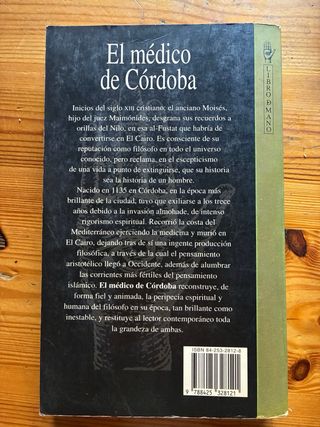 El médico
de Córdoba
Inicios del siglo XIII cristiano; el anciano Moisés,
hijo del juez Maimónides, desgrana sus recuerdos a
orillas del Nilo, en esa al-Fustat que habría de
convertirse en El Cairo. Es consciente de su
reputación como filósofo en todo el universo
conocido, pero reclama, en el escepticismo
de una vida a punto de extinguirse, que su historia
sea la historia de un hombre.
Nacido en 1135 en Córdoba, en la época más
brillante de la ciudad, tuvo que exiliarse a los trece
años debido a la invasión almohade, de intenso
rigorismo espiritual. Recorrió la costa del
Mediterráneo ejerciendo la medicina y murió en
El Cairo, dejando tras de sí una ingente producción
filosófica, a través de la cual el pensamiento
aristotélico llegó a Occidente, además de alumbrar
las corrientes más fértiles del pensamiento
islámico. El médico de Córdoba reconstruye, de
forma fiel y animada, la peripecia espiritual y
humana del filósofo en su época, tan brillante como
inestable, y restituye al lector contemporáneo toda
la grandeza de ambas.
LIBRO DE MANO
ISBN 84-253-2812-8
9 788425 328121